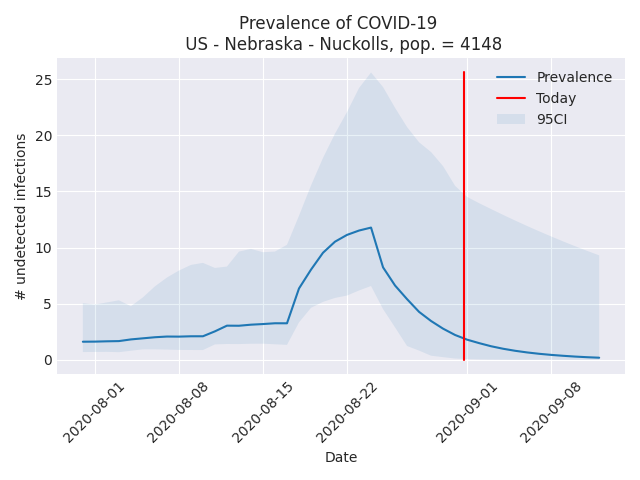 Prevalence of COVID-19
US - Nebraska - Nuckolls, pop. = 4148
25
20
15
10
5
0
# undetected infections
Prevalence
Today
95CI
2020-08-01
2020-08-08
2020-08-15
2020-08-22
2020-09-01
2020-09-08
Date